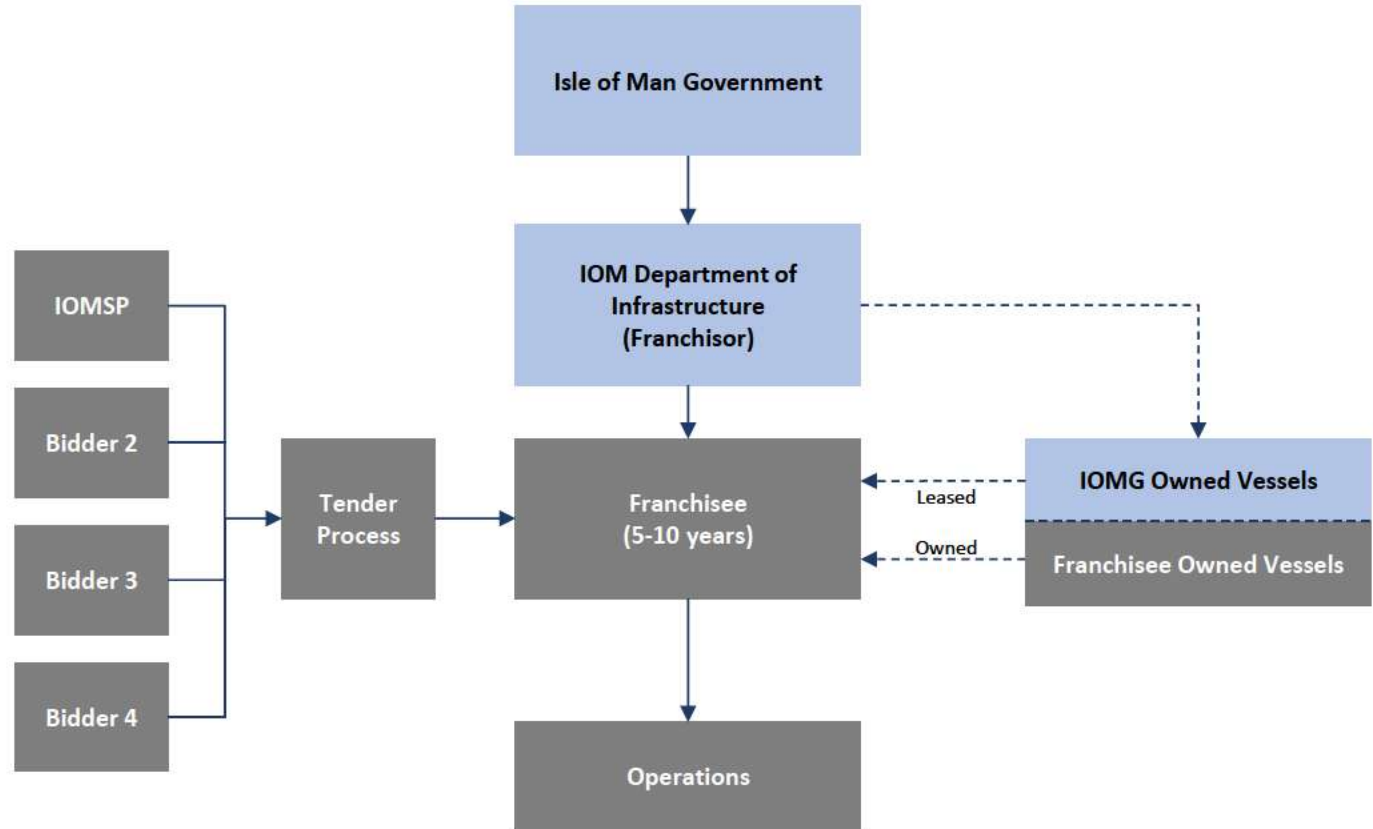 Isle of Man Government
IOM Department of
Infrastructure
(Franchisor)
IOMSP
Bidder 2
Bidder 3
Bidder 4
Tender
Process
Franchisee
(5-10 years)
Leased
Owned
IOMG Owned Vessels
Franchisee Owned Vessels
Operations